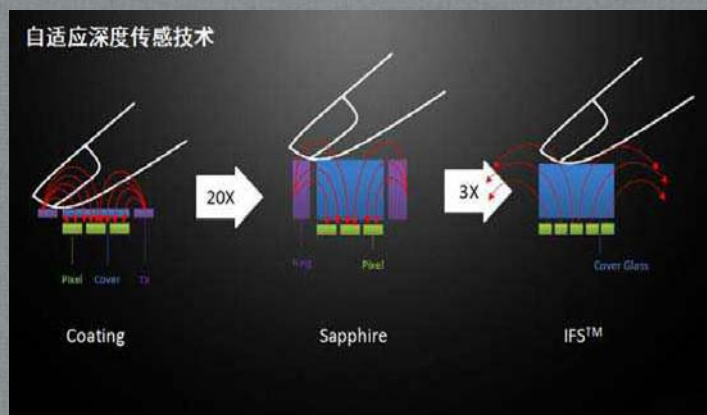 自适应深度传感技术
20X
3X
Pixel
Cover
TX
Ring
Pixel
Cover Glass
Coating
Sapphire
IFS™